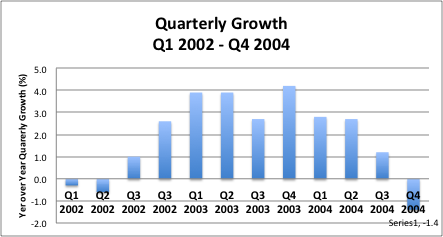 Quarterly Growth
Q1 2002 - Q4 2004
Yer over Year Quarerly Growth (%)
5.0
4.0
3.0
2.0
1.0
0.0
-1.0
-2.0
Q1 Q2 Q3 Q3 Q1 Q2 Q3 Q4 Q1 Q2 Q3 Q4
2002 2002 2002 2002 2003 2003 2003 2003 2004 2004 2004 2004
Series1, -1.4